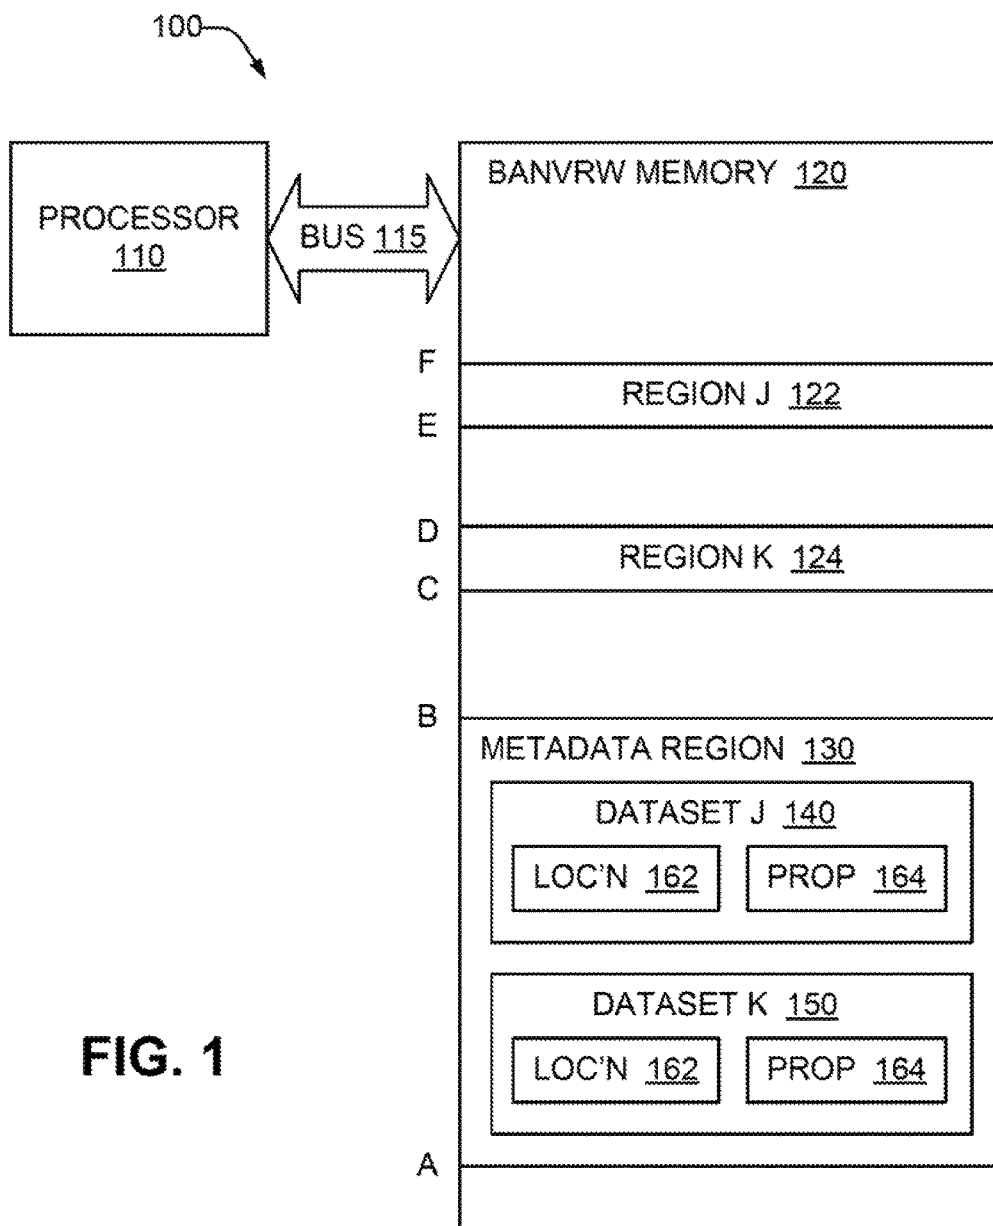 100
PROCESSOR
110
BUS 115
BANVRW MEMORY 120
F
REGION J 122
E
D
REGION K 124
C
B
METADATA REGION 130
DATASET J 140
LOC'N 162 PROP 164
DATASET K 150
LOC'N 162 PROP 164
FIG. 1
A